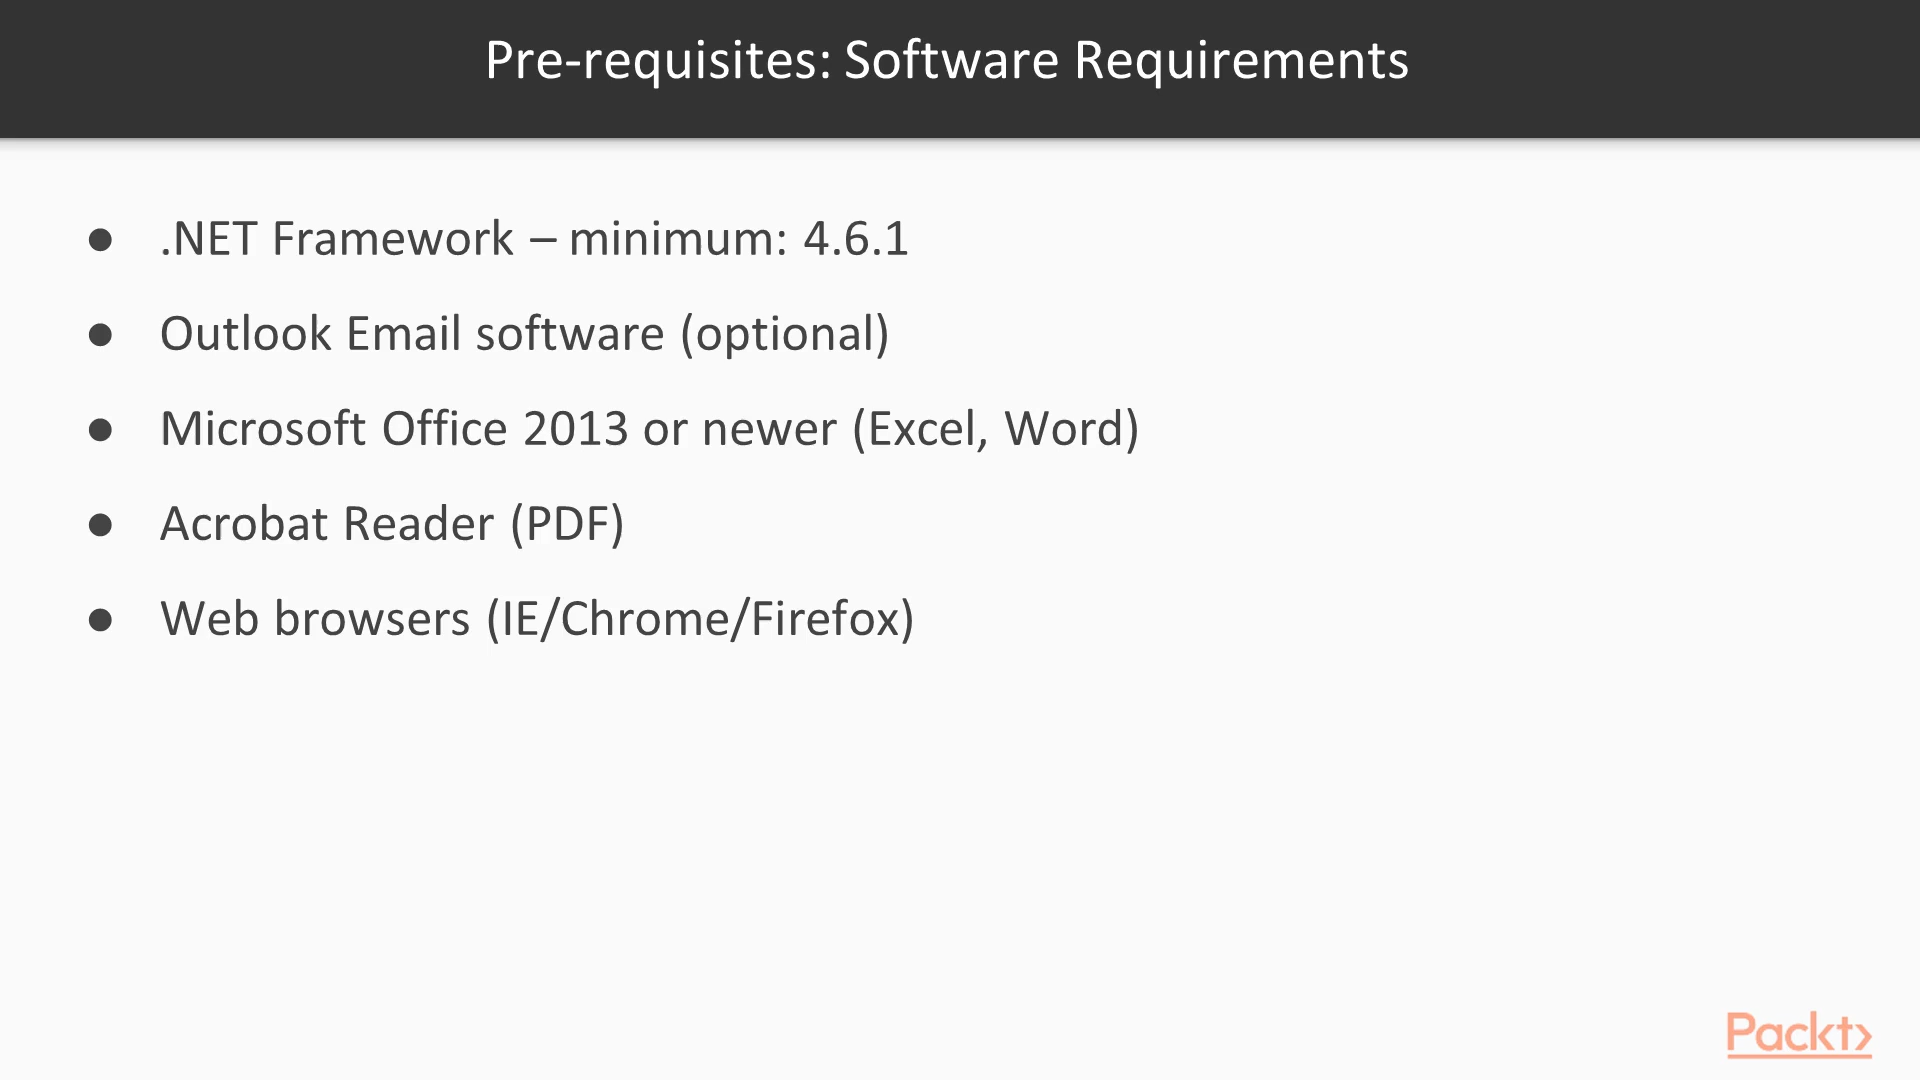 Pre-requisites: Software Requirements
● .NET Framework – minimum: 4.6.1
● Outlook Email software (optional)
● Microsoft Office 2013 or newer (Excel, Word)
● Acrobat Reader (PDF)
● Web browsers (IE/Chrome/Firefox)
Packt>